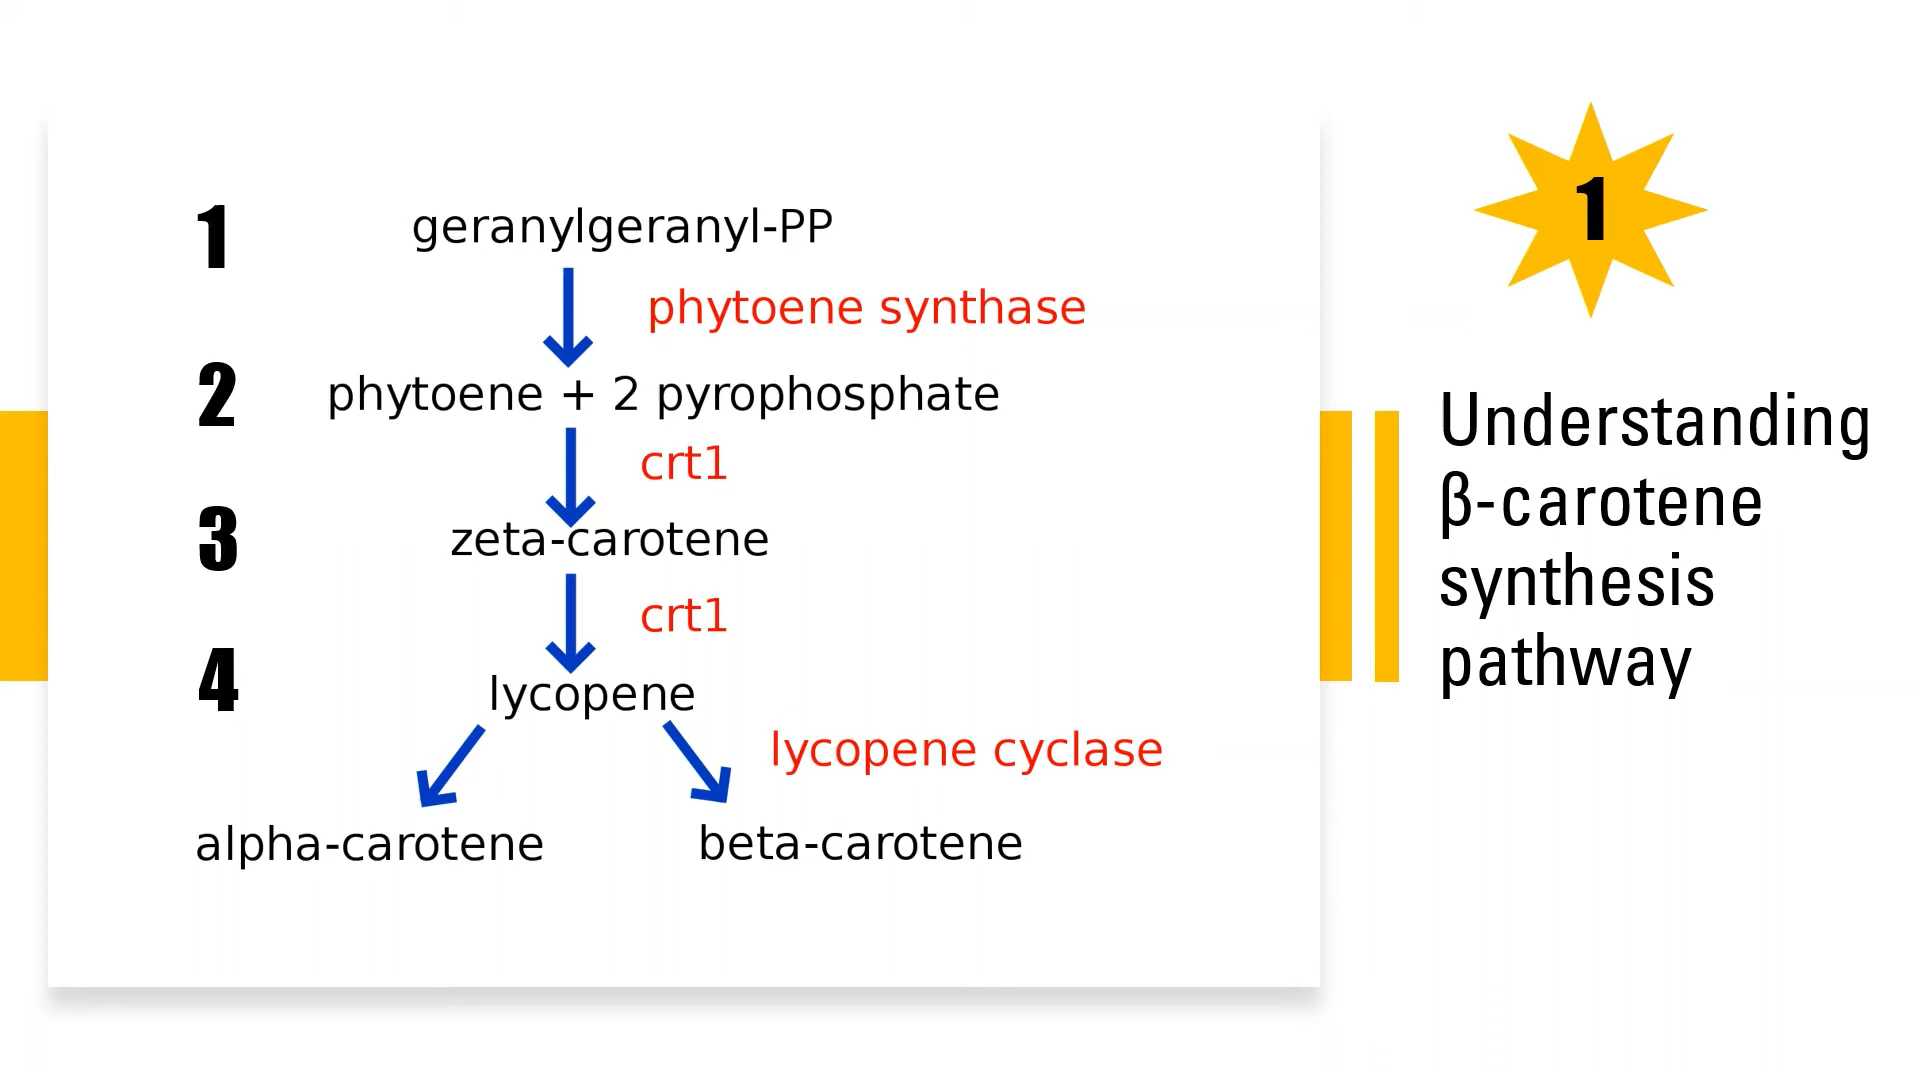 1
geranylgeranyl-PP
phytoene synthase
2
phytoene + 2 pyrophosphate
crt1
3
zeta-carotene
crt1
4
lycopene
lycopene cyclase
alpha-carotene
beta-carotene
1
Understanding
β-carotene
synthesis
pathway